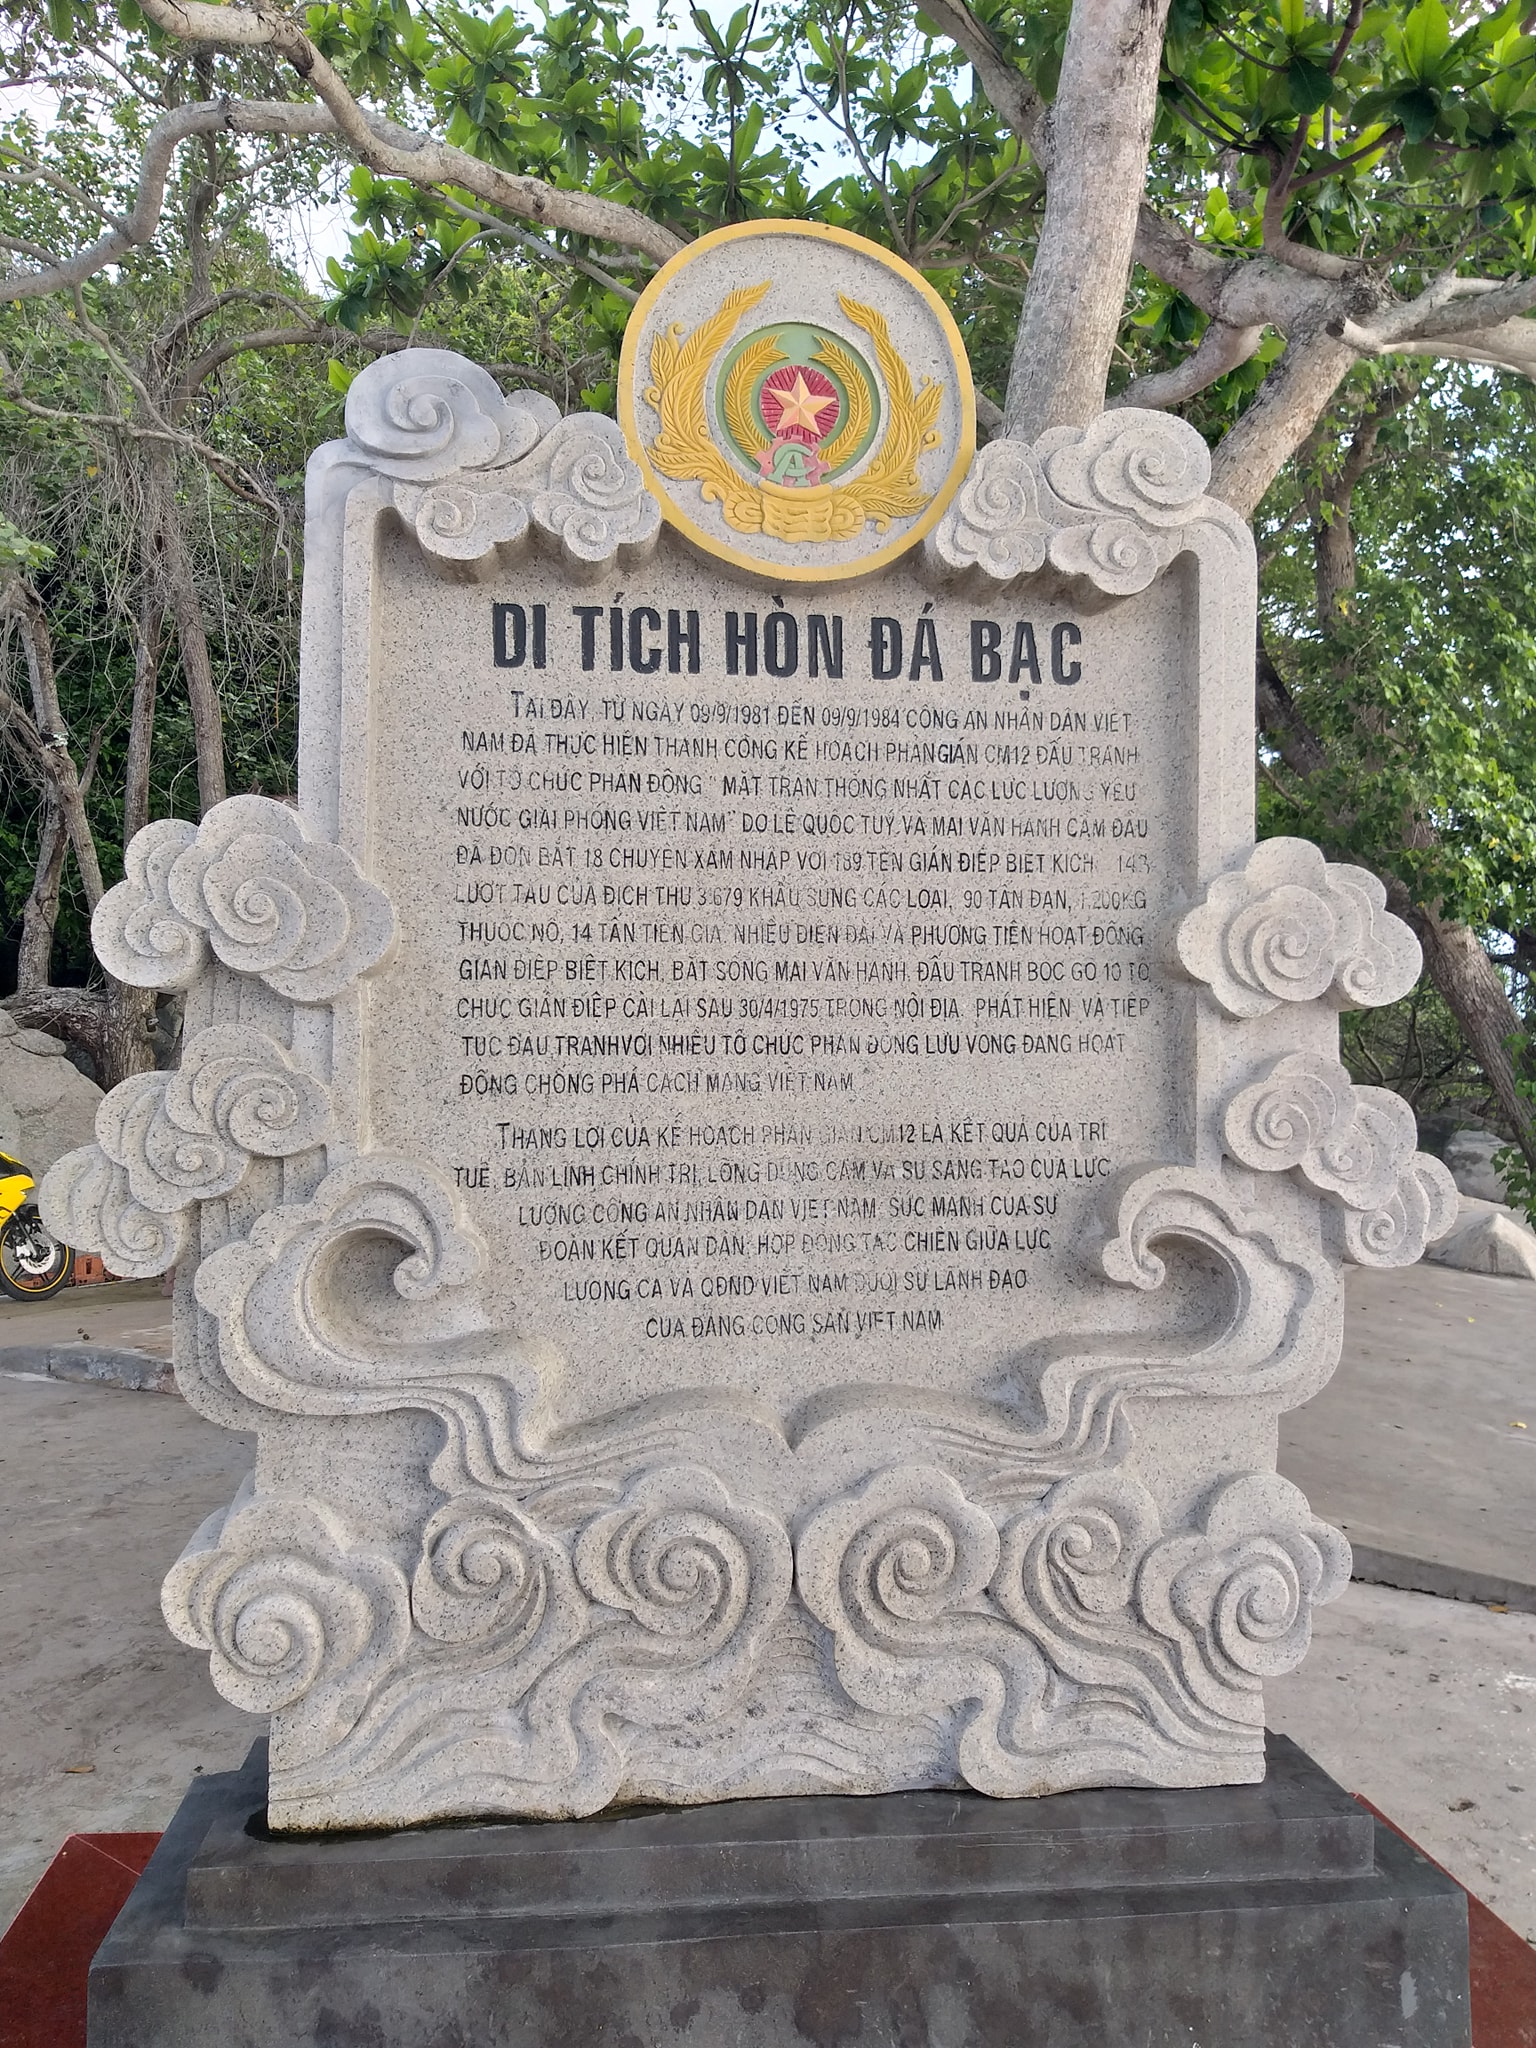 CA
DI TÍCH HÒN ĐÁ BẠC
TẠI ĐÂY, TỪ NGÀY 09/9/1981 ĐẾN 09/9/1984 CÔNG AN NHÂN DÂN VIỆT
NAM ĐÃ THỰC HIỆN THÀNH CÔNG KẾ HOẠCH PHẢN GIÁN CM12 ĐẤU TRANH
VỚI TỔ CHỨC PHẢN ĐỘNG " MẶT TRẬN THỐNG NHẤT CÁC LỰC LƯỢNG YÊU
NƯỚC GIẢI PHÓNG VIỆT NAM" DO LÊ QUỐC TUÝ VÀ MAI VĂN HẠNH CẦM ĐẦU
ĐÃ ĐÓN BẮT 18 CHUYẾN XÂM NHẬP VỚI 189 TÊN GIÁN ĐIỆP BIỆT KÍCH
LƯỢT TÀU CỦA ĐỊCH THU 3.679 KHẨU SÚNG CÁC LOẠI, 90 TẤN ĐẠN, 1.200KG
THUỐC NỔ, 14 TẤN TIỀN GIẢ, NHIỀU ĐIỆN ĐÀI VÀ PHƯƠNG TIỆN HOẠT ĐỘNG
GIÁN ĐIỆP BIỆT KÍCH, BẮT SỐNG MAI VĂN HẠNH, ĐẤU TRANH BÓC GỠ 10 TỔ
CHỨC GIÁN ĐIỆP CÀI LẠI SAU 30/4/1975 TRONG NỘI ĐỊA. PHÁT HIỆN VÀ TIẾP
TỤC ĐẤU TRANH VỚI NHIỀU TỔ CHỨC PHẢN ĐỘNG LƯU VONG ĐANG HOẠT
ĐỘNG CHỐNG PHÁ CÁCH MẠNG VIỆT NAM
THẮNG LỢI CỦA KẾ HOẠCH PHẢN GIÁN CM12 LÀ KẾT QUẢ CỦA TRÍ
TUỆ, BẢN LĨNH CHÍNH TRỊ, LÒNG DŨNG CẢM VÀ SỰ SÁNG TẠO CỦA LỰC
LƯỢNG CÔNG AN NHÂN DÂN VIỆT NAM, SỨC MẠNH CỦA SỰ
ĐOÀN KẾT QUÂN DÂN, HỢP ĐỒNG TÁC CHIẾN GIỮA LỰC
LƯỢNG CA VÀ QĐND VIỆT NAM DƯỚI SỰ LÃNH ĐẠO
CỦA ĐẢNG CỘNG SẢN VIỆT NAM